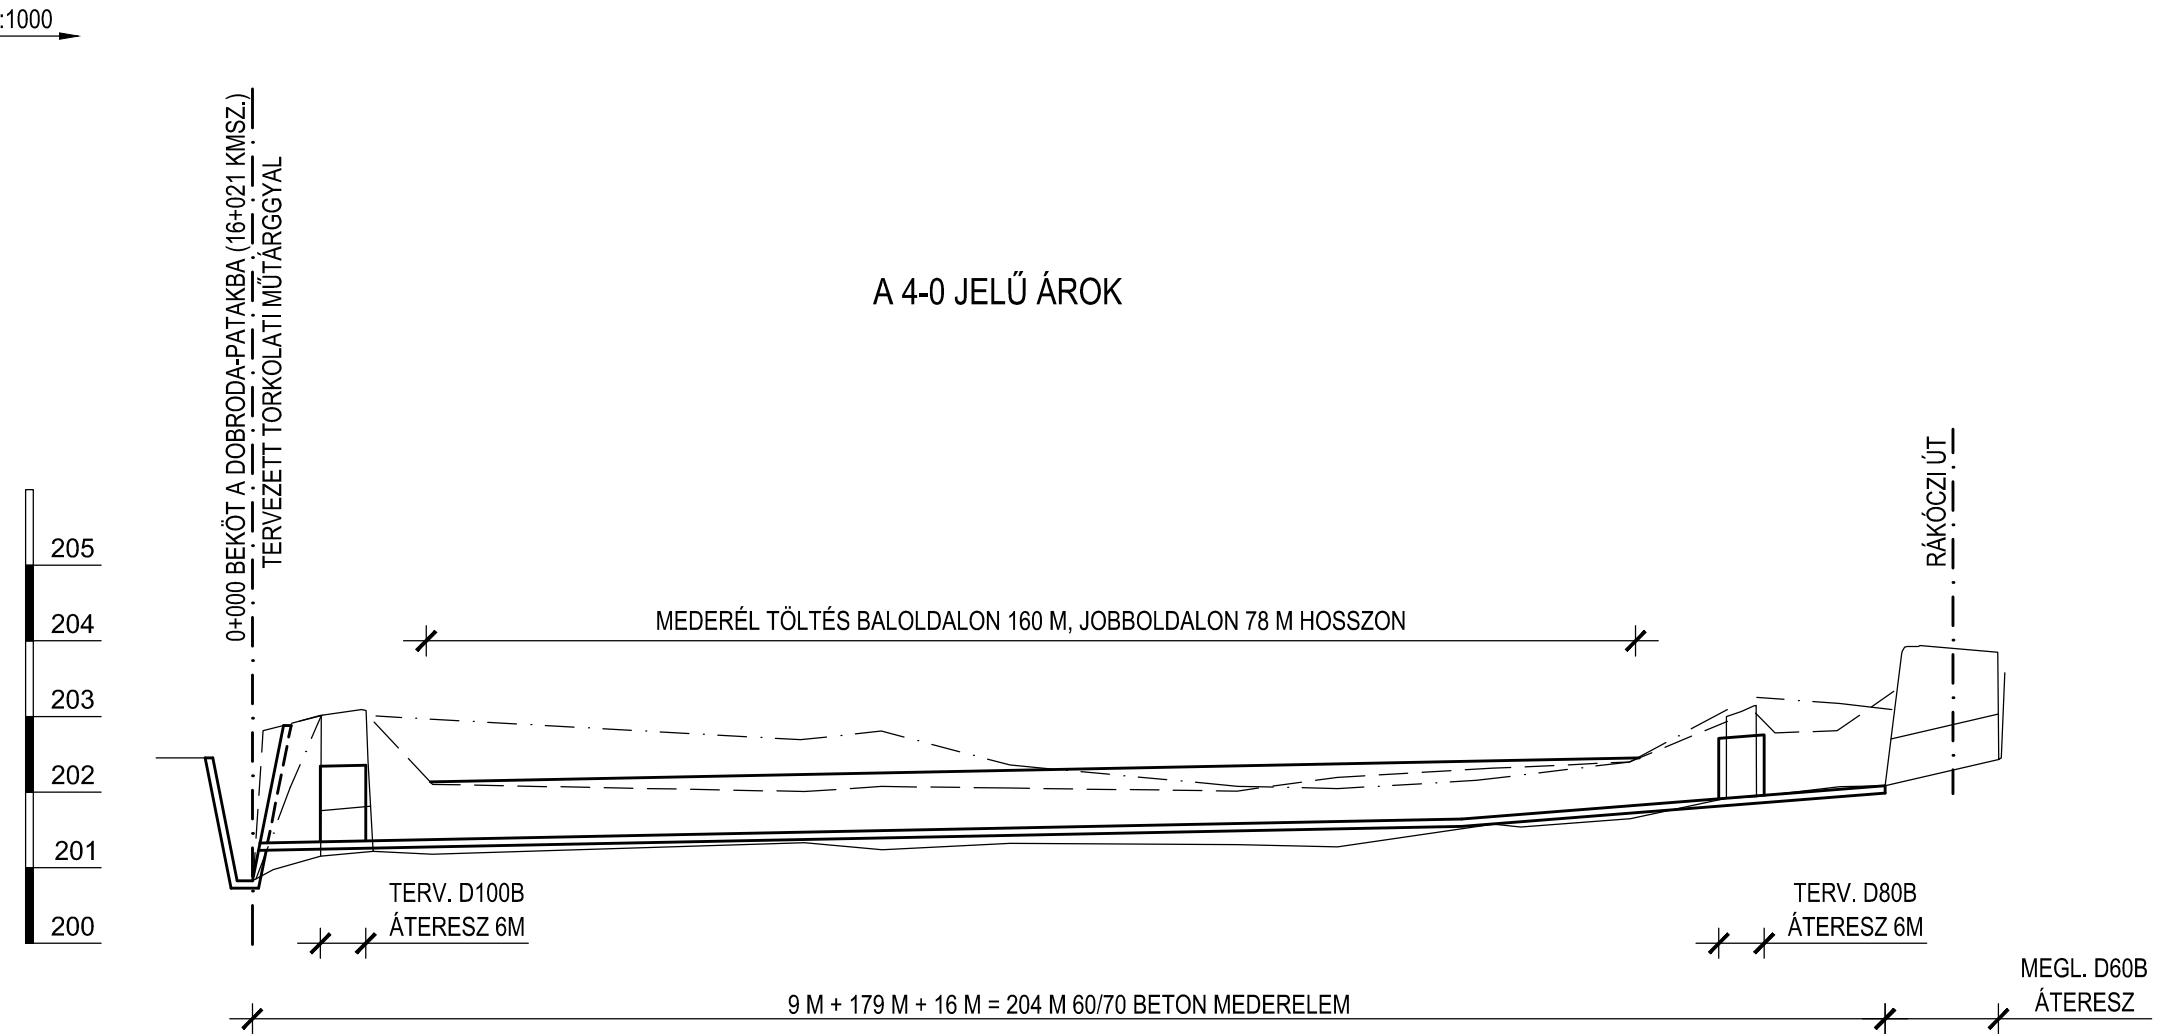 :1000
0+000 BEKÖT A DOBRODA-PATAKBA (16+021 KMSZ.)
TERVEZETT TORKOLATI MŰTÁRGGYAL
A 4-0 JELŰ ÁROK
RÁKÓCZI ÚT
205
204
203
202
201
200
MEDERÉL TÖLTÉS BALOLDALON 160 M, JOBBOLDALON 78 M HOSSZON
TERV. D100B
ÁTERESZ 6M
TERV. D80B
ÁTERESZ 6M
MEGL. D60B
ÁTERESZ
9 M + 179 M + 16 M = 204 M 60/70 BETON MEDERELEM